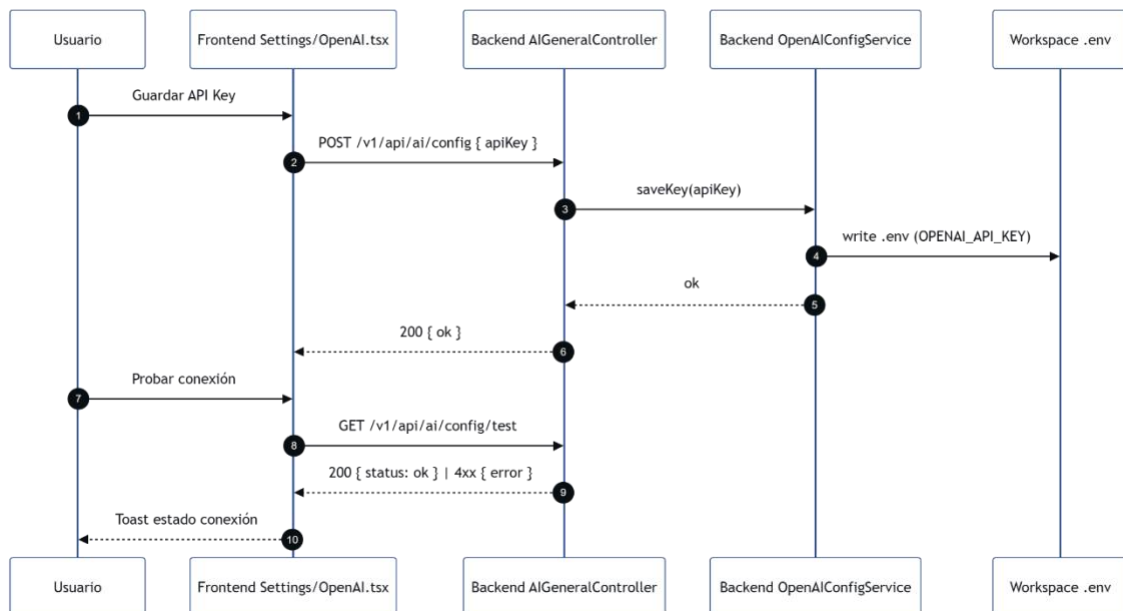 Usuario
Frontend Settings/OpenAI.tsx
Backend AIGeneralController
Backend OpenAIConfigService
Workspace .env
Guardar API Key
1
POST /v1/api/ai/config { apiKey }
2
saveKey(apiKey)
3
write .env (OPENAI_API_KEY)
4
ok
5
200 { ok }
6
Probar conexión
7
GET /v1/api/ai/config/test
8
200 { status: ok } | 4xx { error }
9
Toast estado conexión
10
Usuario
Frontend Settings/OpenAI.tsx
Backend AIGeneralController
Backend OpenAIConfigService
Workspace .env